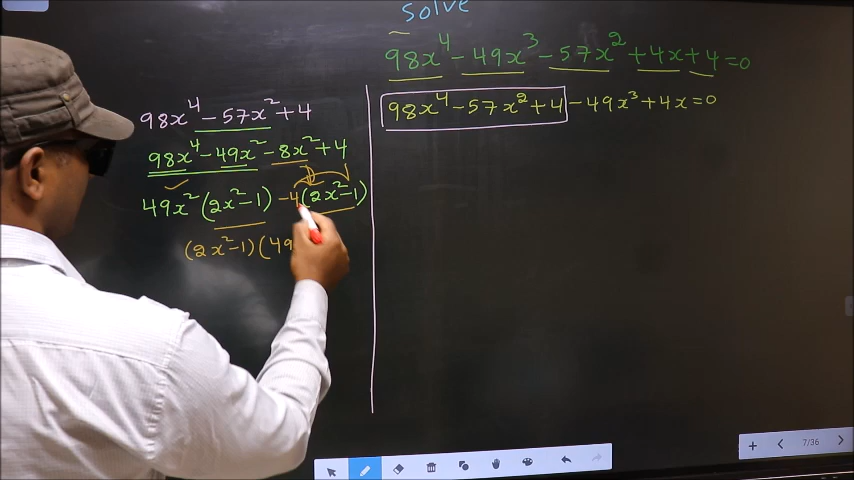 Solve
98x⁴ - 49x³ - 57x² + 4x + 4 = 0
98x⁴ - 57x² + 4 - 49x³ + 4x = 0
98x⁴ - 57x² + 4
98x⁴ - 49x² - 8x² + 4
49x² (2x² - 1) - 4(2x² - 1)
(2x² - 1) (49
7/36